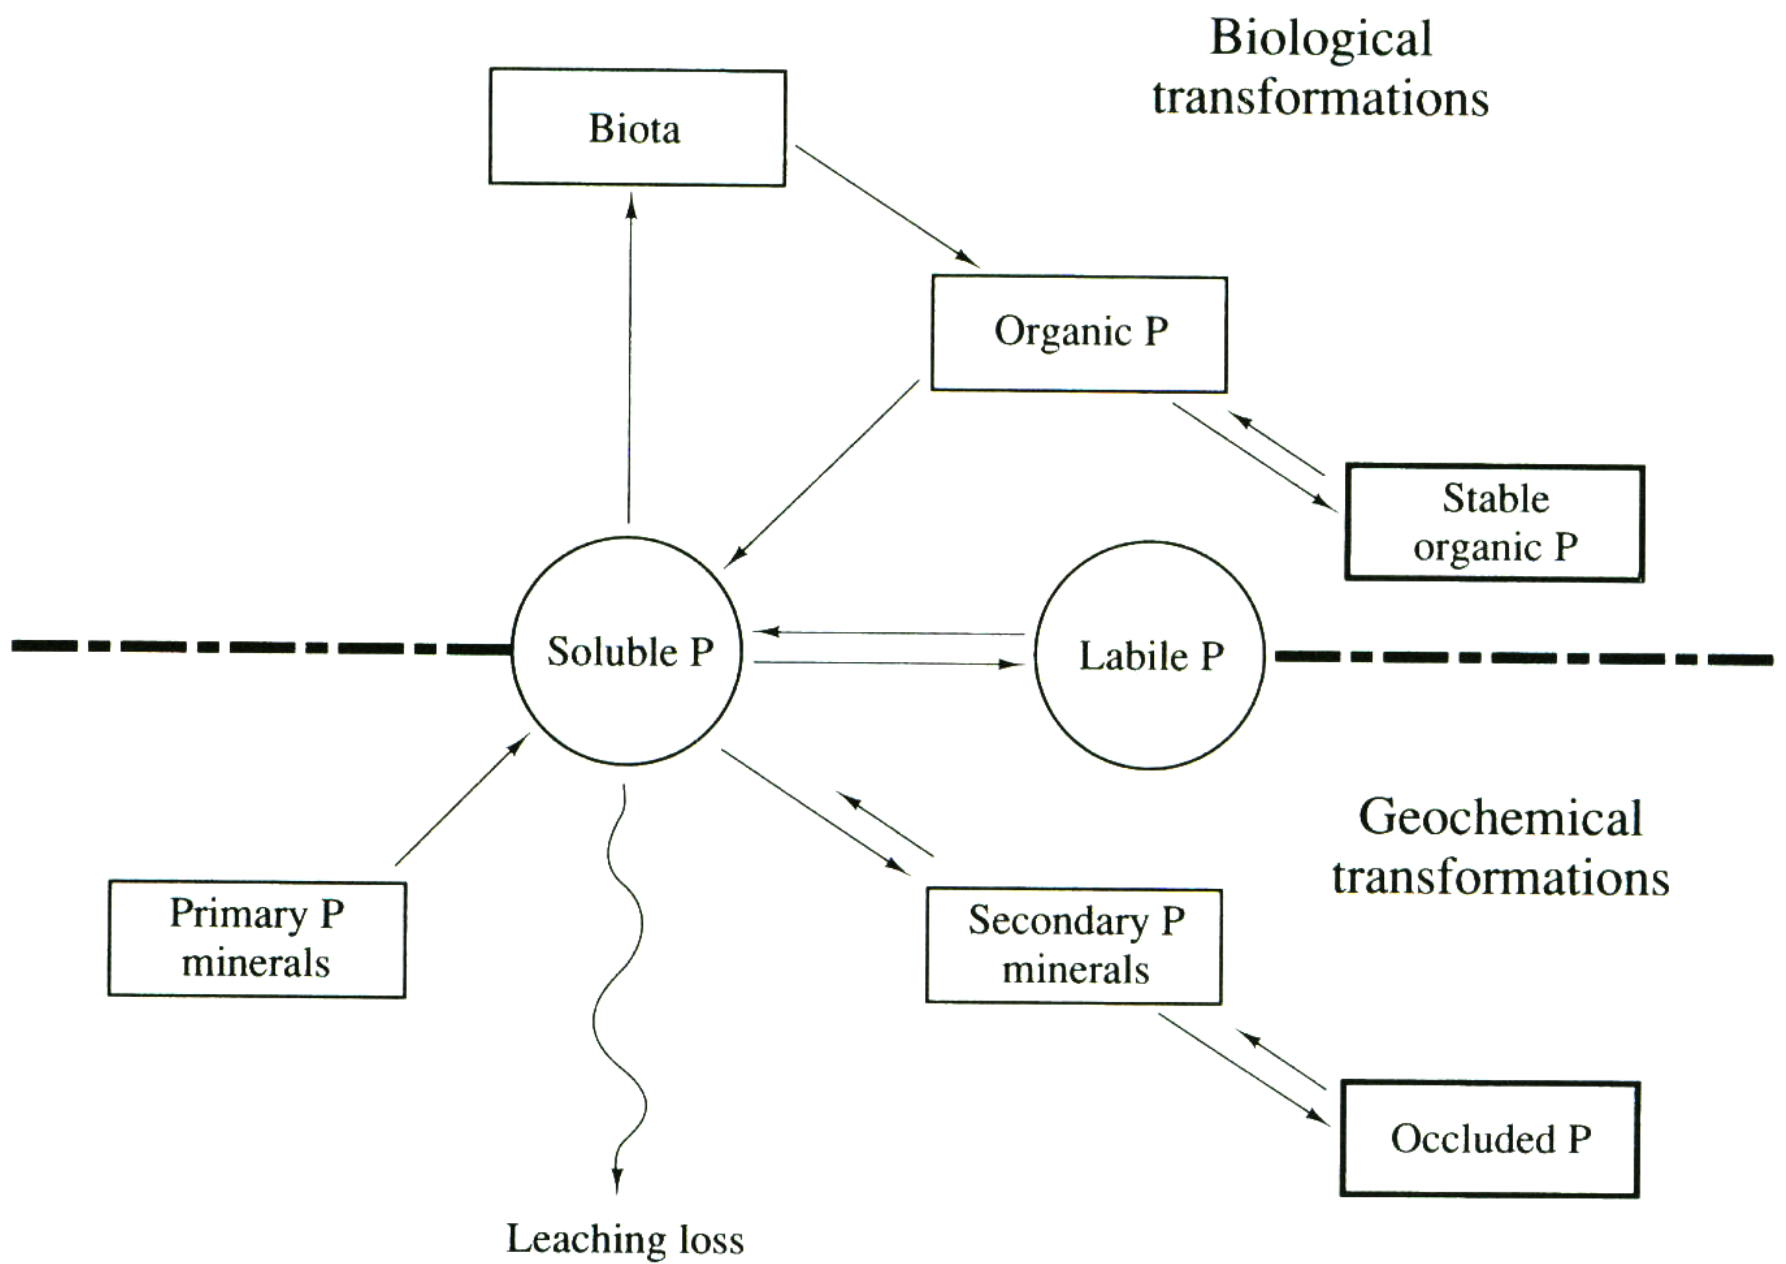 Biological
transformations
Biota
Organic P
Stable
organic P
Soluble P
Labile P
Geochemical
transformations
Primary P
minerals
Secondary P
minerals
Occluded P
Leaching loss